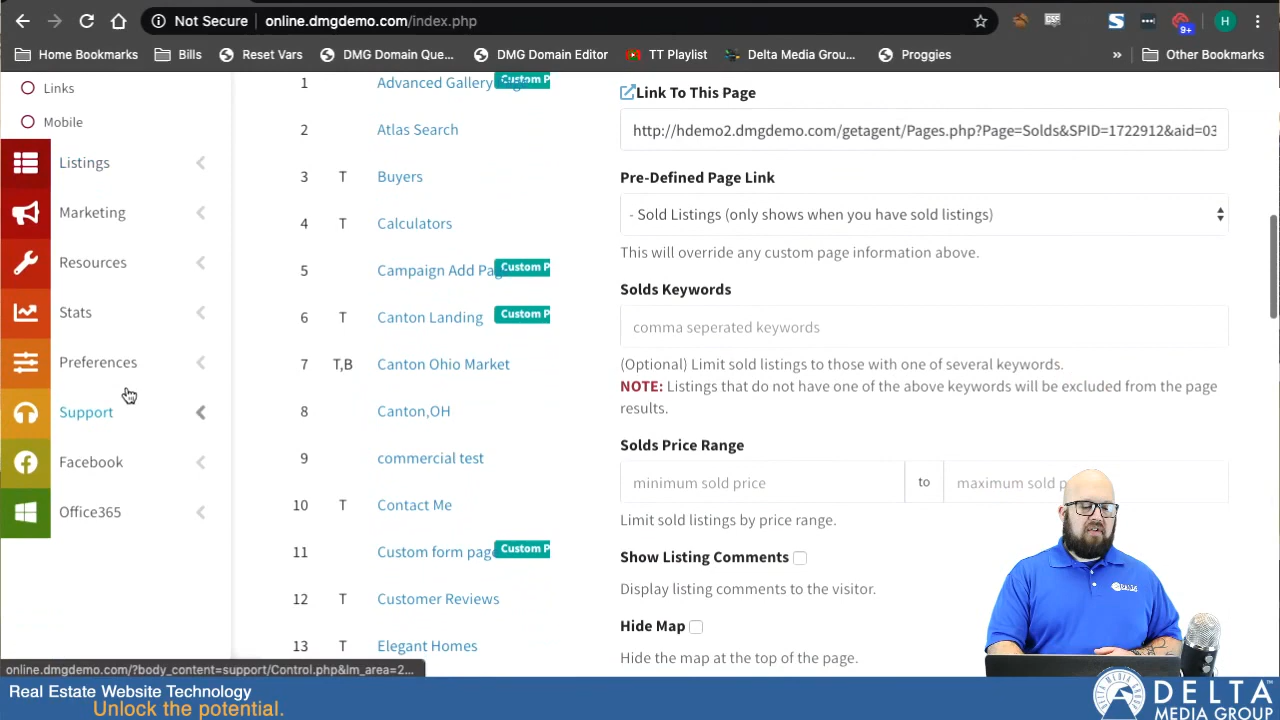 Not Secure | online.dmgdemo.com/index.php
9+
H
Home Bookmarks Bills Reset Vars DMG Domain Que... DMG Domain Editor TT Playlist Delta Media Grou... Proggies » Other Bookmarks
Links
Mobile
Listings
Marketing
Resources
Stats
Preferences
Support
Facebook
Office365
1 Advanced Gallery Custom P
2 Atlas Search
3 T Buyers
4 T Calculators
5 Campaign Add Pag Custom P
6 T Canton Landing Custom P
7 T,B Canton Ohio Market
8 Canton,OH
9 commercial test
10 T Contact Me
11 Custom form page Custom P
12 T Customer Reviews
13 T Elegant Homes
Link To This Page
http://hdemo2.dmgdemo.com/getagent/Pages.php?Page=Solds&SPID=1722912&aid=03
Pre-Defined Page Link
- Sold Listings (only shows when you have sold listings)
This will override any custom page information above.
Solds Keywords
comma seperated keywords
(Optional) Limit sold listings to those with one of several keywords.
NOTE: Listings that do not have one of the above keywords will be excluded from the page
results.
Solds Price Range
minimum sold price to maximum sold p
Limit sold listings by price range.
Show Listing Comments
Display listing comments to the visitor.
Hide Map
Hide the map at the top of the page.
online.dmgdemo.com/?body_content=support/Control.php&lm_area=2...
Real Estate Website Technology
Unlock the potential.
DELTA
MEDIA GROUP